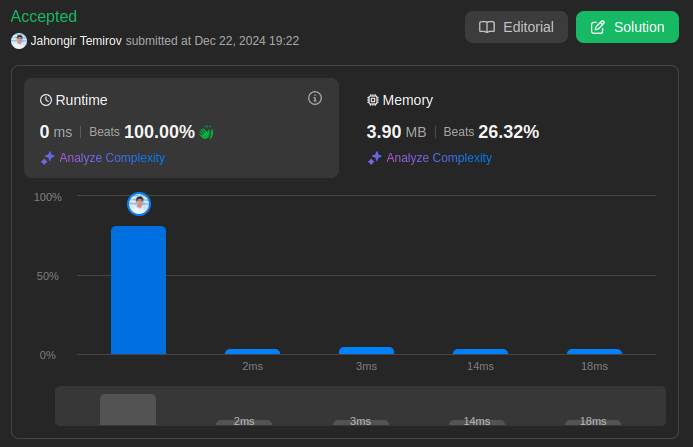 Accepted
Jahongir Temirov submitted at Dec 22, 2024 19:22
Editorial
Solution
Runtime
0 ms | Beats 100.00%
Analyze Complexity
Memory
3.90 MB | Beats 26.32%
Analyze Complexity
100%
50%
0%
2ms 3ms 14ms 18ms
2ms 3ms 14ms 18ms